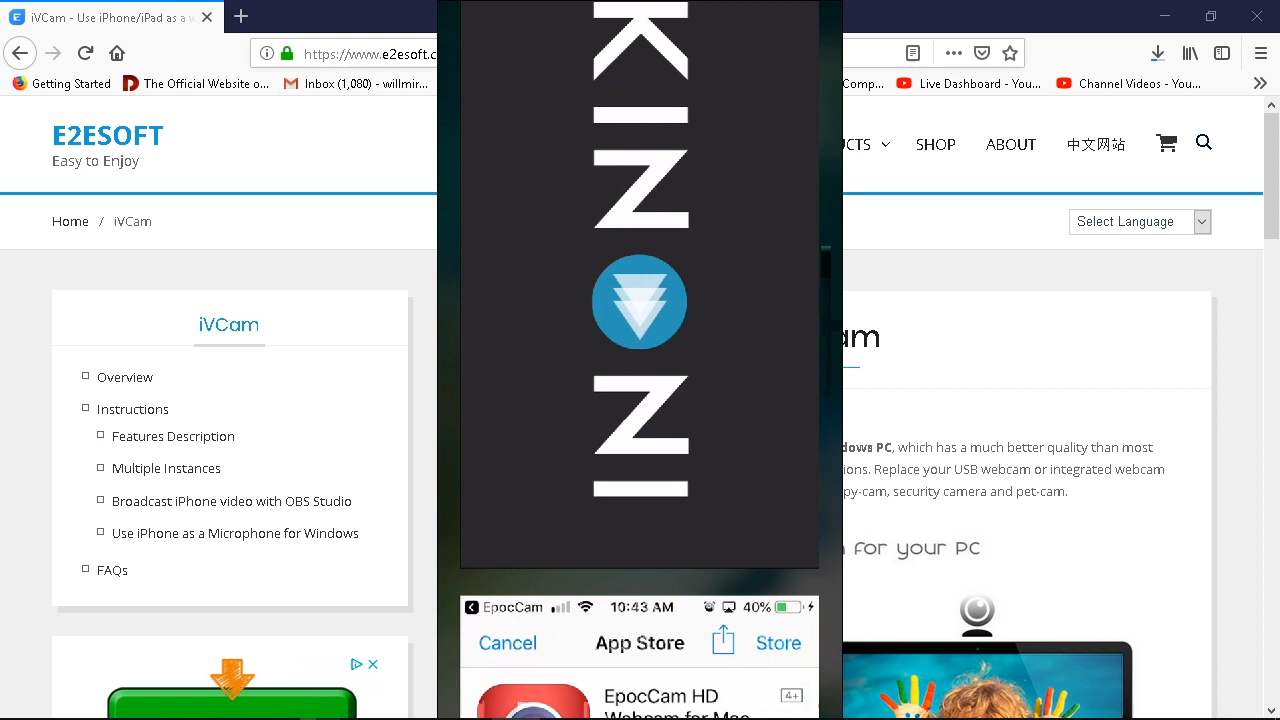 iVCam - Use iPhone/iPad as a w
https://www.e2esoft.c
Getting Started
The Official Website o...
Inbox (1,080) - willmir...
Comp...
Live Dashboard - You...
Channel Videos - You...
E2ESOFT
Easy to Enjoy
UCTS
SHOP
ABOUT
中文网站
Home / iVCam
Select Language
iVCam
Overview
Instructions
Features Description
Multiple Instances
Broadcast iPhone video with OBS Studio
Use iPhone as a Microphone for Windows
FAQs
KINONI
EpocCam
10:43 AM
40%
Cancel
App Store
Store
EpocCam HD
4+
Webcam for Mac
am
dows PC, which has a much better quality than most
ions. Replace your USB webcam or integrated webcam
py-cam, security camera and pet-cam.
for your PC